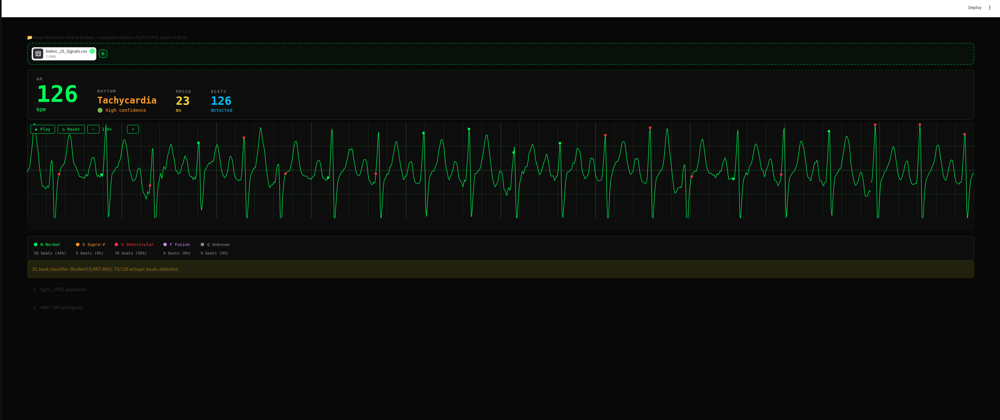 Deploy
📂 Drop CSV here or click to browse — expected columns: PLETH (PPG) and/or II (ECG)
bidmc_25_Signals.csv
2.8MB
HR
126
bpm
RHYTHM
Tachycardia
High confidence
RMSSD
23
ms
BEATS
126
detected
▶ Play
↻ Reset
−
+
N Normal
56 beats (44%)
S Supra-V
0 beats (0%)
V Ventricular
70 beats (56%)
F Fusion
0 beats (0%)
Q Unknown
0 beats (0%)
DL beat classifier (ResNet1D/MIT-BIH): 70/126 ectopic beats detected.
SpO₂ / PPG waveform
HRV / RR tachogram